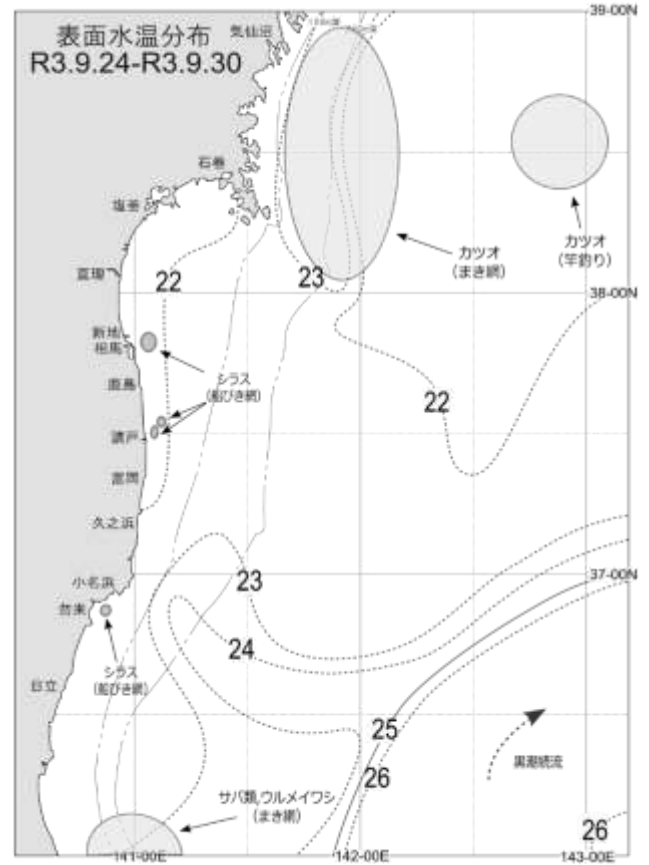 表面水温分布
R3.9.24-R3.9.30
気仙沼
39-00N
石巻
塩釜
カツオ
(まき網)
カツオ
(竿釣り)
亘理
22
23
38-00N
新地
相馬
シラス
(船びき網)
鹿島
22
請戸
富岡
久之浜
37-00N
小名浜
23
勿来
24
シラス
(船びき網)
日立
25
26
黒潮続流
サバ類,ウルメイワシ
(まき網)
26
141-00E
142-00E
143-00E